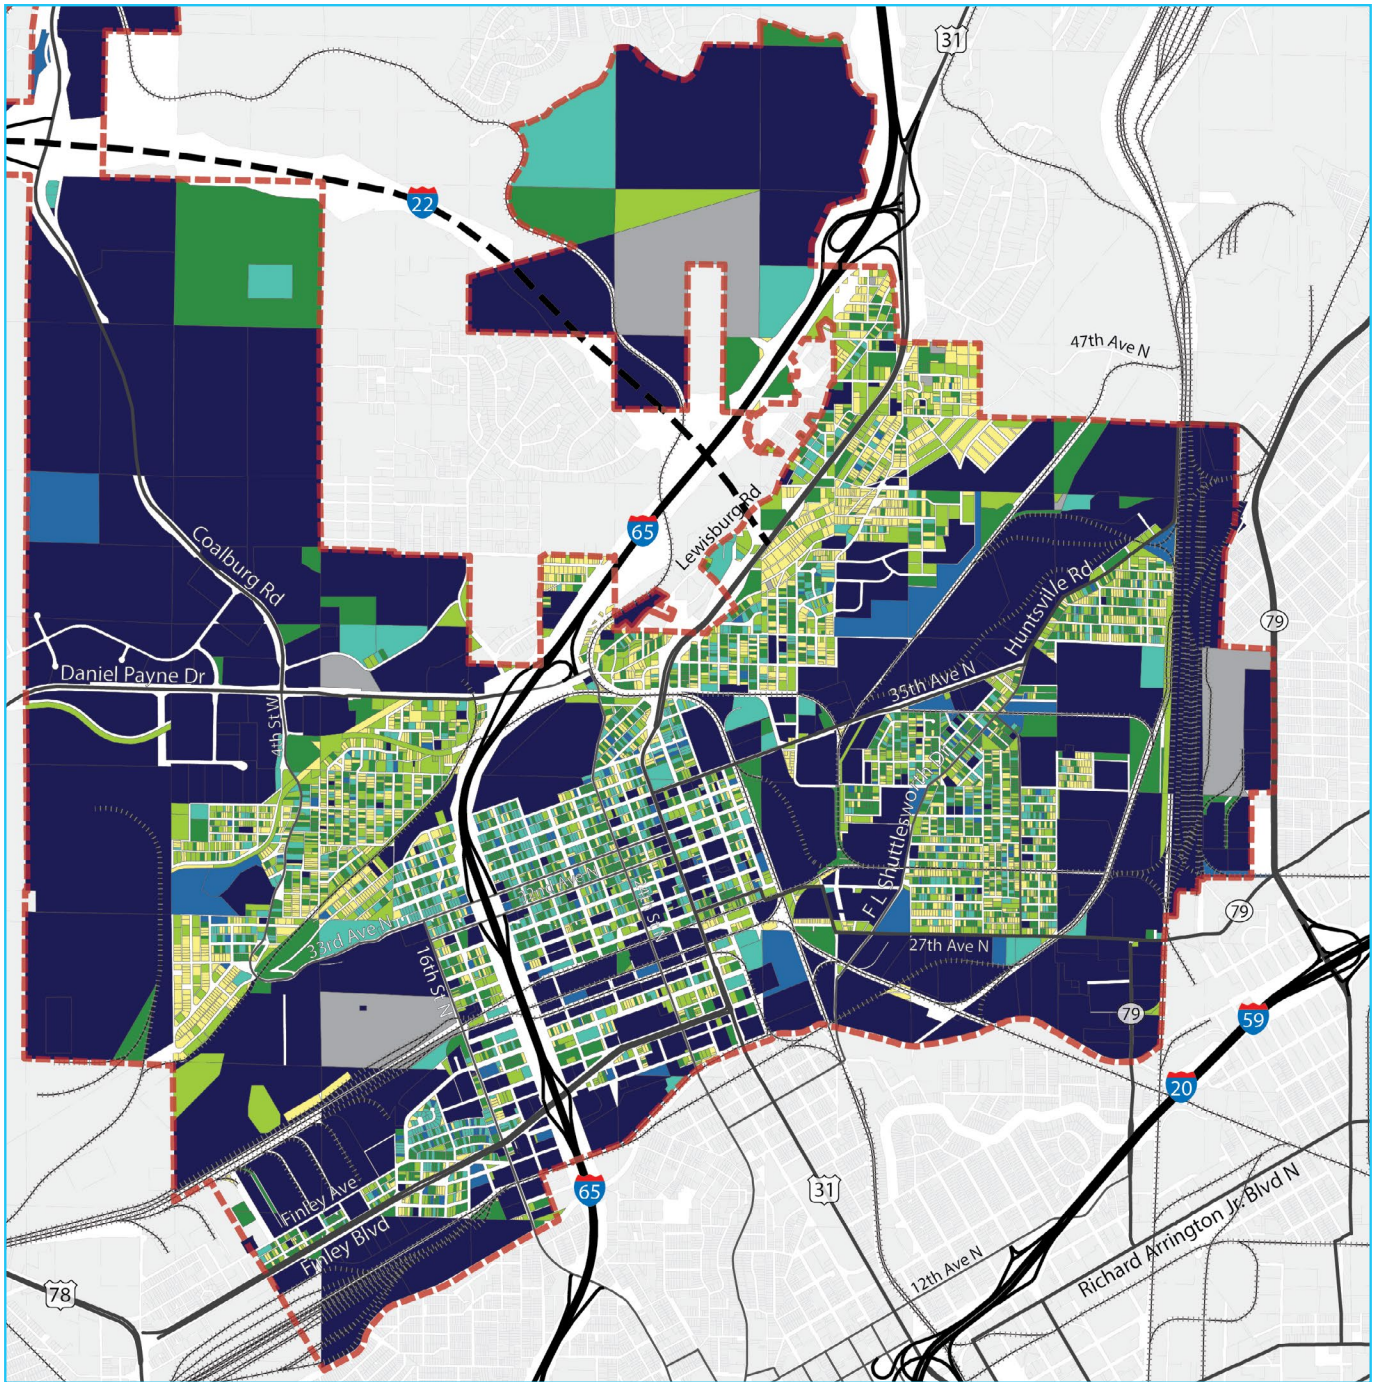 31
22
47th Ave N
65
Lewisburg Rd
Coalburg Rd
Huntsville Rd
79
Daniel Payne Dr
35th Ave N
4th St W
F L Shuttlesworth Dr
32nd Ave N
33rd Ave N
16th St N
27th Ave N
79
79
59
20
Finley Ave
65
31
Finley Blvd
Richard Arrington Jr. Blvd N
12th Ave N
78